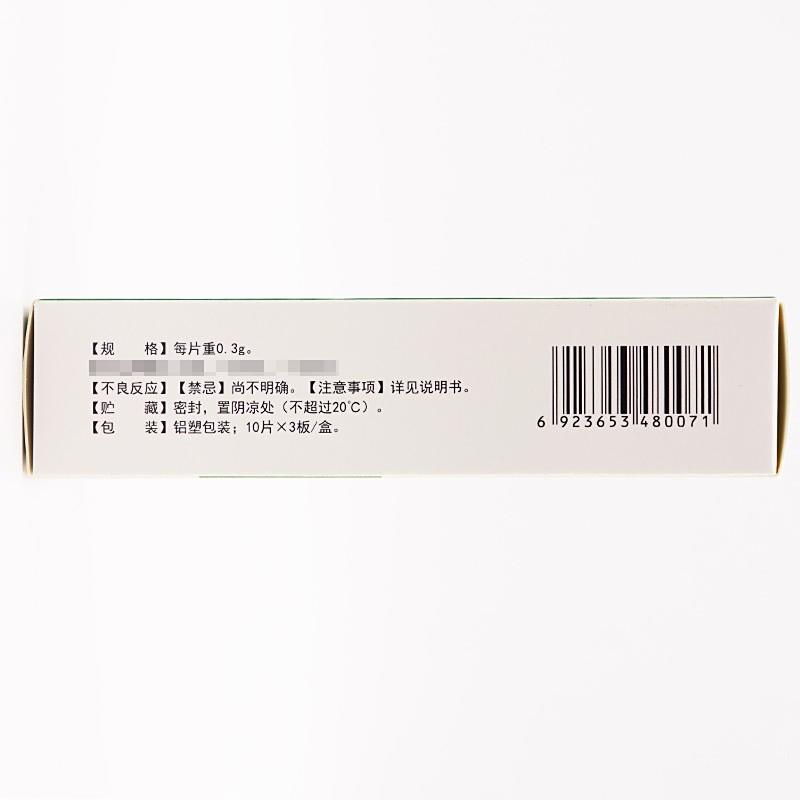 【规　　格】每片重0.3g。
【不良反应】【禁忌】尚不明确。【注意事项】详见说明书。
【贮　　藏】密封，置阴凉处（不超过20℃）。
【包　　装】铝塑包装；10片×3板/盒。
6 923653 480071